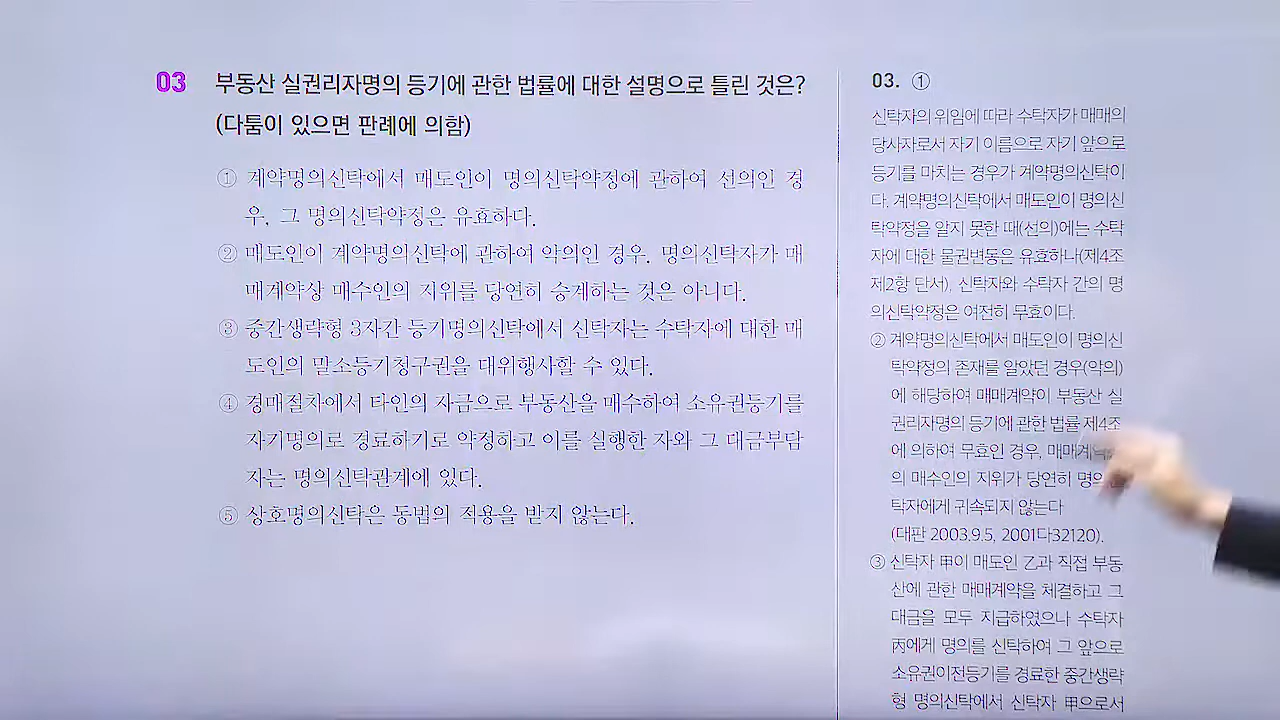 03 부동산 실권리자명의 등기에 관한 법률에 대한 설명으로 틀린 것은?
(다툼이 있으면 판례에 의함)
① 계약명의신탁에서 매도인이 명의신탁약정에 관하여 선의인 경
우, 그 명의신탁약정은 유효하다.
② 매도인이 계약명의신탁에 관하여 악의인 경우, 명의신탁자가 매
매계약상 매수인의 지위를 당연히 승계하는 것은 아니다.
③ 중간생략형 3자간 등기명의신탁에서 신탁자는 수탁자에 대한 매
도인의 말소등기청구권을 대위행사할 수 있다.
④ 경매절차에서 타인의 자금으로 부동산을 매수하여 소유권등기를
자기명의로 경료하기로 약정하고 이를 실행한 자와 그 대금부담
자는 명의신탁관계에 있다.
⑤ 상호명의신탁은 동법의 적용을 받지 않는다.
03. ①
신탁자의 위임에 따라 수탁자가 매매의
당사자로서 자기 이름으로 자기 앞으로
등기를 마치는 경우가 계약명의신탁이
다. 계약명의신탁에서 매도인이 명의신
탁약정을 알지 못한 때(선의)에는 수탁
자에 대한 물권변동은 유효하나(제4조
제2항 단서), 신탁자와 수탁자 간의 명
의신탁약정은 여전히 무효이다.
② 계약명의신탁에서 매도인이 명의신
탁약정의 존재를 알았던 경우(악의)
에 해당하여 매매계약이 부동산 실
권리자명의 등기에 관한 법률 제4조
에 의하여 무효인 경우, 매매계
의 매수인의 지위가 당연히 명의
탁자에게 귀속되지 않는다
(대판 2003.9.5, 2001다32120).
③ 신탁자 甲이 매도인 乙과 직접 부동
산에 관한 매매계약을 체결하고 그
대금을 모두 지급하였으나 수탁자
丙에게 명의를 신탁하여 그 앞으로
소유권이전등기를 경료한 중간생략
형 명의신탁에서 신탁자 甲으로서